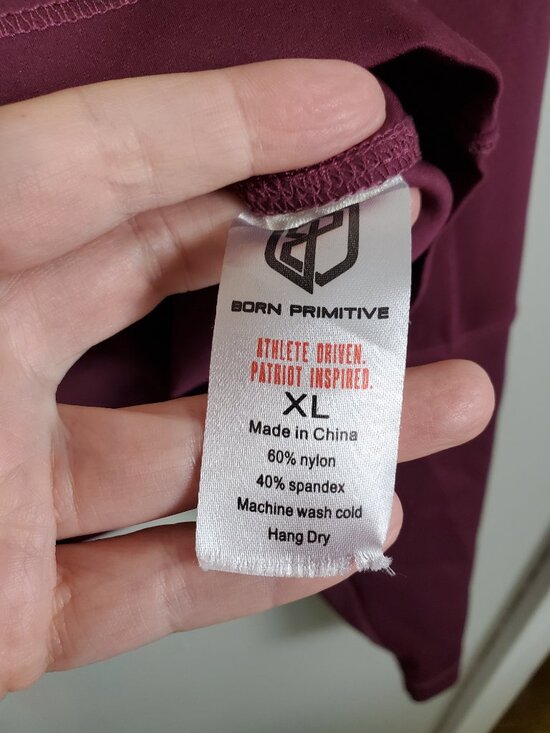 BORN PRIMITIVE
ATHLETE DRIVEN.
PATRIOT INSPIRED.
XL
Made in China
60% nylon
40% spandex
Machine wash cold
Hang Dry